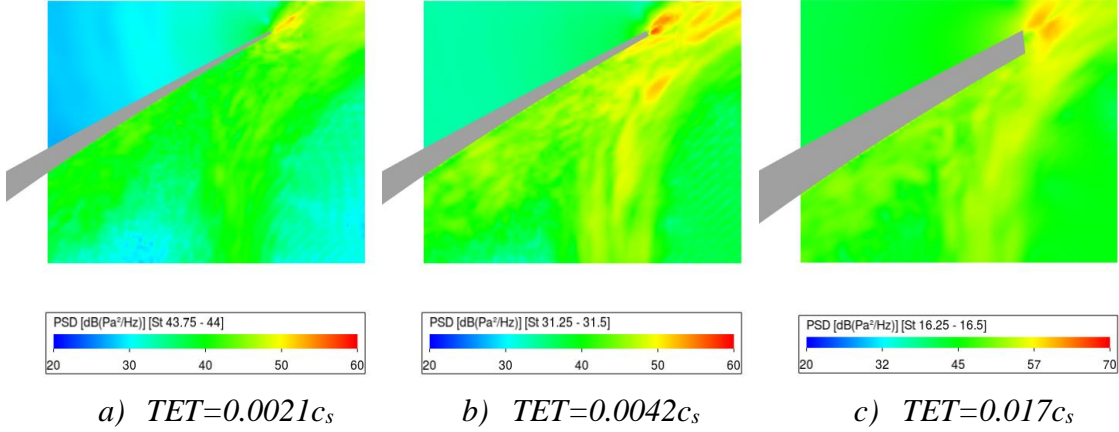 PSD [dB(Pa²/Hz)] [St 43.75 - 44]
20 30 40 50 60
PSD [dB(Pa²/Hz)] [St 31.25 - 31.5]
20 30 40 50 60
PSD [dB(Pa²/Hz)] [St 16.25 - 16.5]
20 32 45 57 70
a) TET=0.0021cₛ
b) TET=0.0042cₛ
c) TET=0.017cₛ